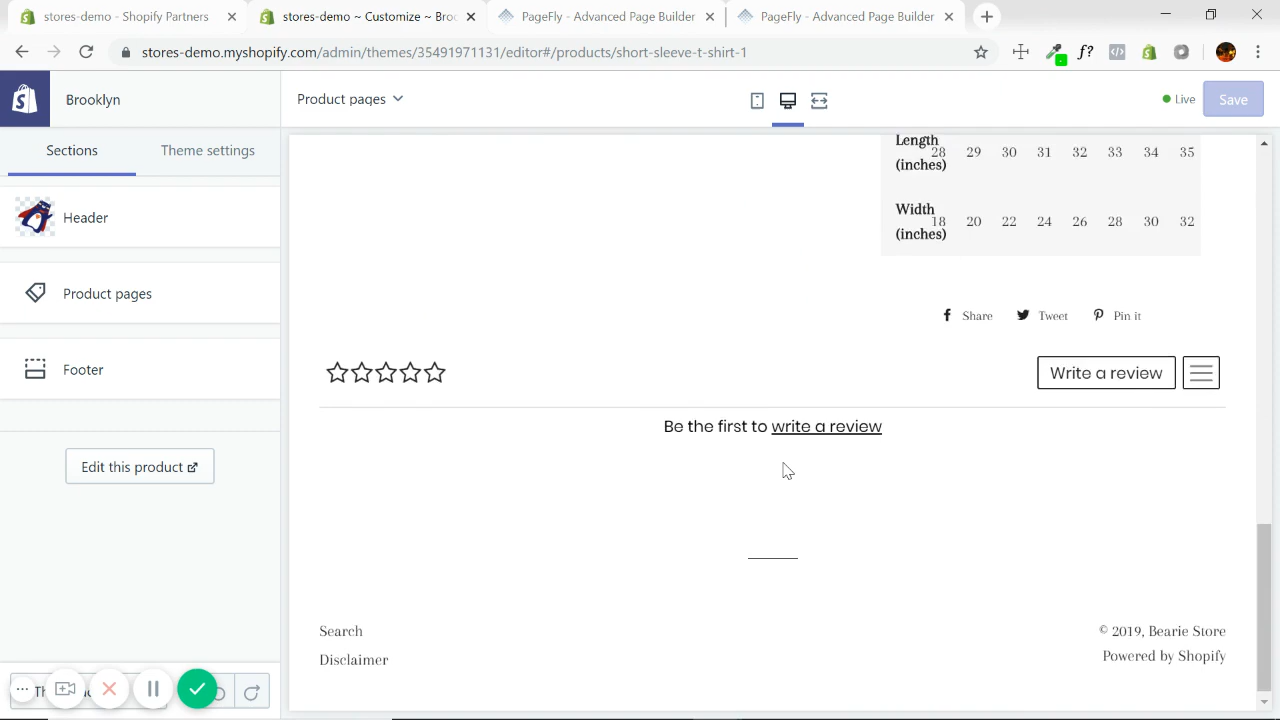 stores-demo - Shopify Partners
stores-demo ~ Customize ~ Bro
PageFly - Advanced Page Builder
PageFly - Advanced Page Builder
stores-demo.myshopify.com/admin/themes/35491971131/editor#/products/short-sleeve-t-shirt-1
f?
Brooklyn
Product pages
Live
Save
Sections
Theme settings
Header
Product pages
Footer
Edit this product
Length
(inches)
28 29 30 31 32 33 34 35
Width
(inches)
18 20 22 24 26 28 30 32
Share
Tweet
Pin it
Write a review
Be the first to write a review
Search
Disclaimer
© 2019, Bearie Store
Powered by Shopify